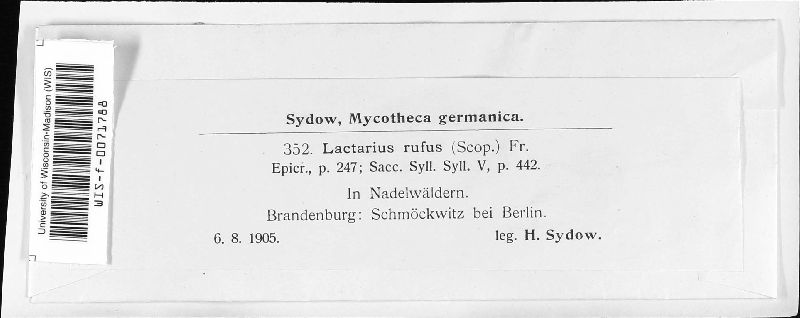 University of Wisconsin-Madison (WIS)
WIS-f-0071788
Sydow, Mycotheca germanica.
352. Lactarius rufus (Scop.) Fr.
Epicr., p. 247; Sacc. Syll. Syll. V, p. 442.
In Nadelwäldern.
Brandenburg: Schmöckwitz bei Berlin.
6. 8. 1905. leg. H. Sydow.